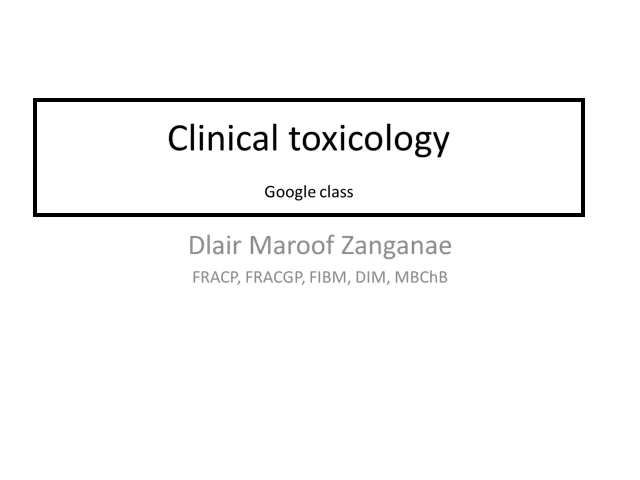 Clinical toxicology
Google class
Dlair Maroof Zanganae
FRACP, FRACGP, FIBM, DIM, MBChB